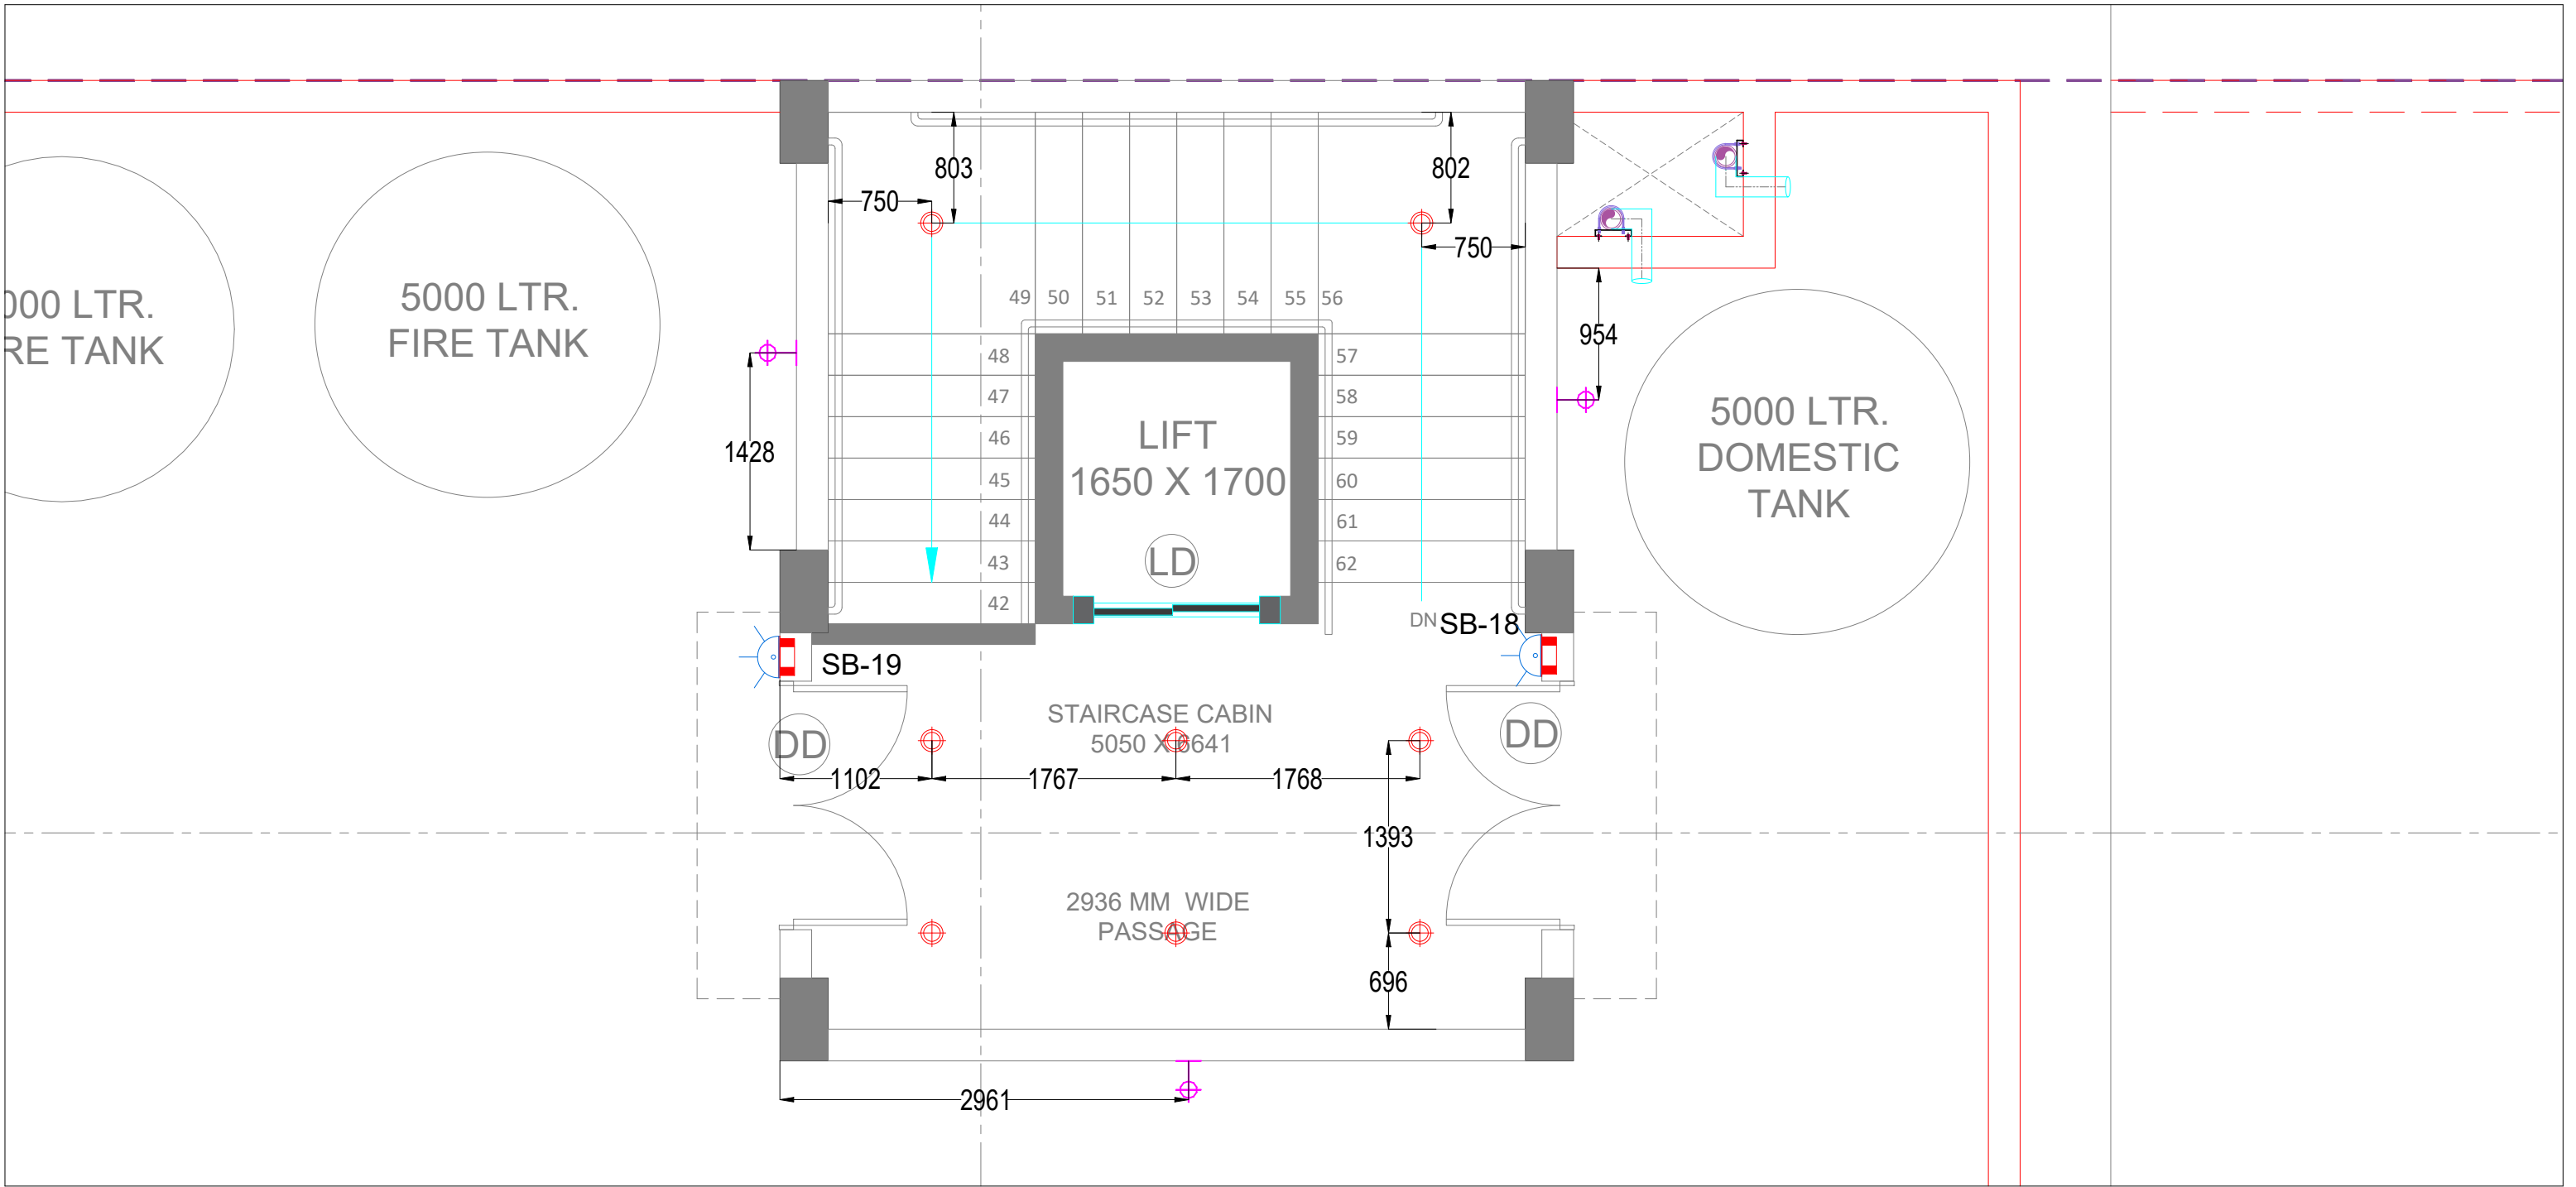 803
802
750
750
000 LTR.
RE TANK
5000 LTR.
FIRE TANK
49 50 51 52 53 54 55 56
954
48
47
46
45
44
43
42
57
58
59
60
61
62
1428
LIFT
1650 X 1700
LD
5000 LTR.
DOMESTIC
TANK
DN
SB-18
SB-19
STAIRCASE CABIN
5050 X 6641
DD
DD
1102
1767
1768
1393
2936 MM WIDE
PASSAGE
696
2961